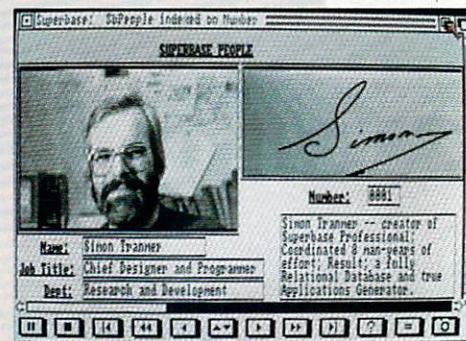 Superbase: SbPeople indexed on Number
SUPERBASE PEOPLE
Simon
Number: 0001
Name: Simon Tranmer
Job Title: Chief Designer and Programmer
Dept: Research and Development
Simon Tranmer -- creator of
Superbase Professional.
Coordinated 8 man-years of
effort; Result; a fully
Relational Database and true
Applications Generator.
? =